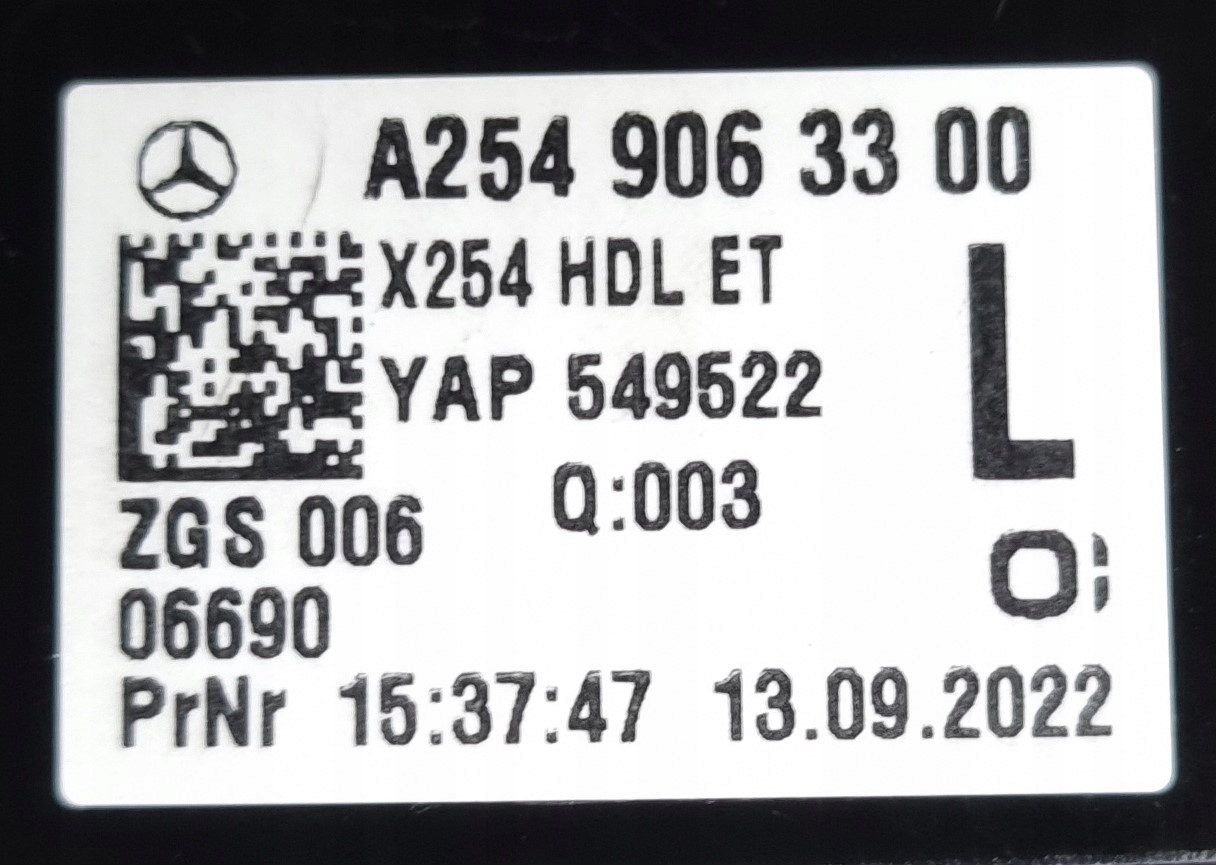 A254 906 33 00
X254 HDL ET
L
YAP 549522
Q:003
ZGS 006
06690
PrNr 15:37:47 13.09.2022